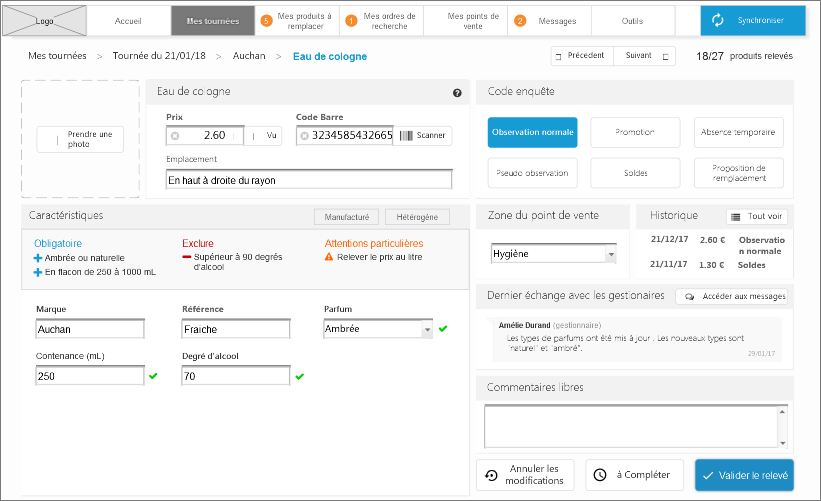 Logo
Accueil
Mes tournées
5 Mes produits à remplacer
1 Mes ordres de recherche
Mes points de vente
2 Messages
Outils
Synchroniser
Mes tournées > Tournée du 21/01/18 > Auchan > Eau de cologne
Précédent
Suivant
18/27 produits relevés
Prendre une
photo
Eau de cologne
?
Prix
Code Barre
2.60
Vu
3234585432665
Scanner
Emplacement
En haut à droite du rayon
Code enquête
Observation normale
Promotion
Absence temporaire
Pseudo observation
Soldes
Proposition de
remplacement
Caractéristiques
Manufacturé
Hétérogène
Obligatoire
Ambrée ou naturelle
En flacon de 250 à 1000 mL
Exclure
Supérieur à 90 degrés
d'alcool
Attentions particulières
Relever le prix au litre
Marque
Référence
Parfum
Auchan
Fraiche
Ambrée
Contenance (mL)
Degré d'alcool
250
70
Zone du point de vente
Hygiène
Historique
Tout voir
21/12/17 2.60 € Observatio
n normale
21/11/17 1.30 € Soldes
Dernier échange avec les gestionaires
Accéder aux messages
Amélie Durand (gestionnaire)
Les types de parfums ont été mis à jour . Les nouveaux types sont
"naturel" et "ambré".
29/01/17
Commentaires libres
Annuler les
modifications
à Compléter
Valider le relevé